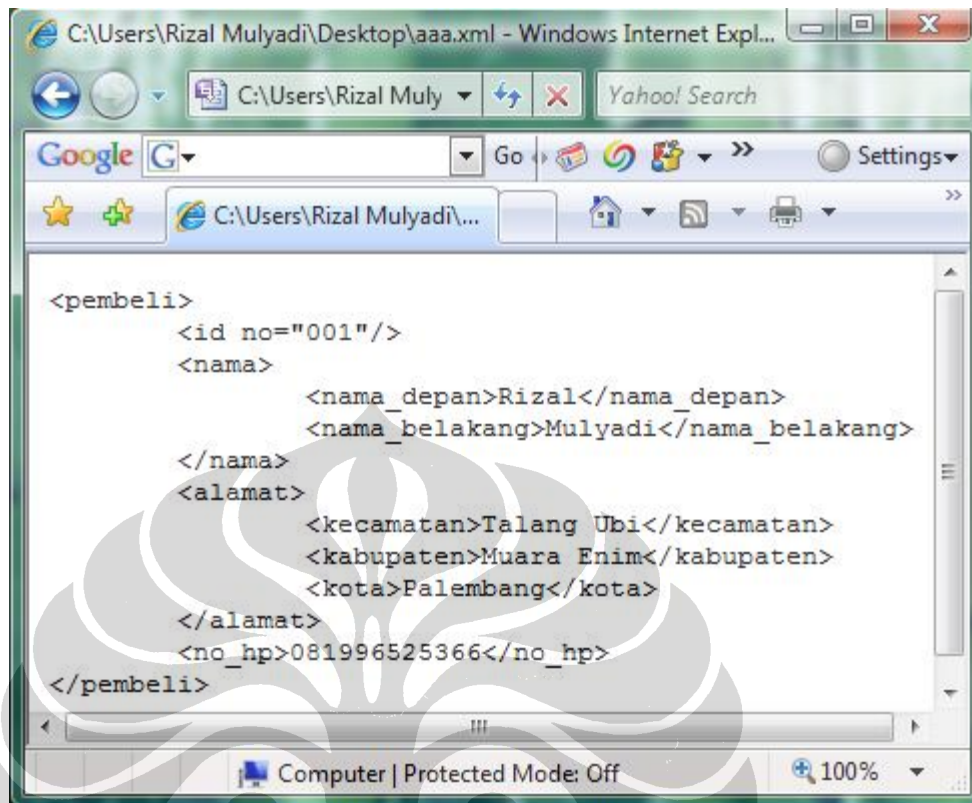 C:\Users\Rizal Mulyadi\Desktop\aaa.xml - Windows Internet Expl...
C:\Users\Rizal Muly
Yahoo! Search
Google G Go » Settings
C:\Users\Rizal Mulyadi\... »
<pembeli>
<id no="001"/>
<nama>
<nama_depan>Rizal</nama_depan>
<nama_belakang>Mulyadi</nama_belakang>
</nama>
<alamat>
<kecamatan>Talang Ubi</kecamatan>
<kabupaten>Muara Enim</kabupaten>
<kota>Palembang</kota>
</alamat>
<no_hp>081996525366</no_hp>
</pembeli>
Computer | Protected Mode: Off 100%